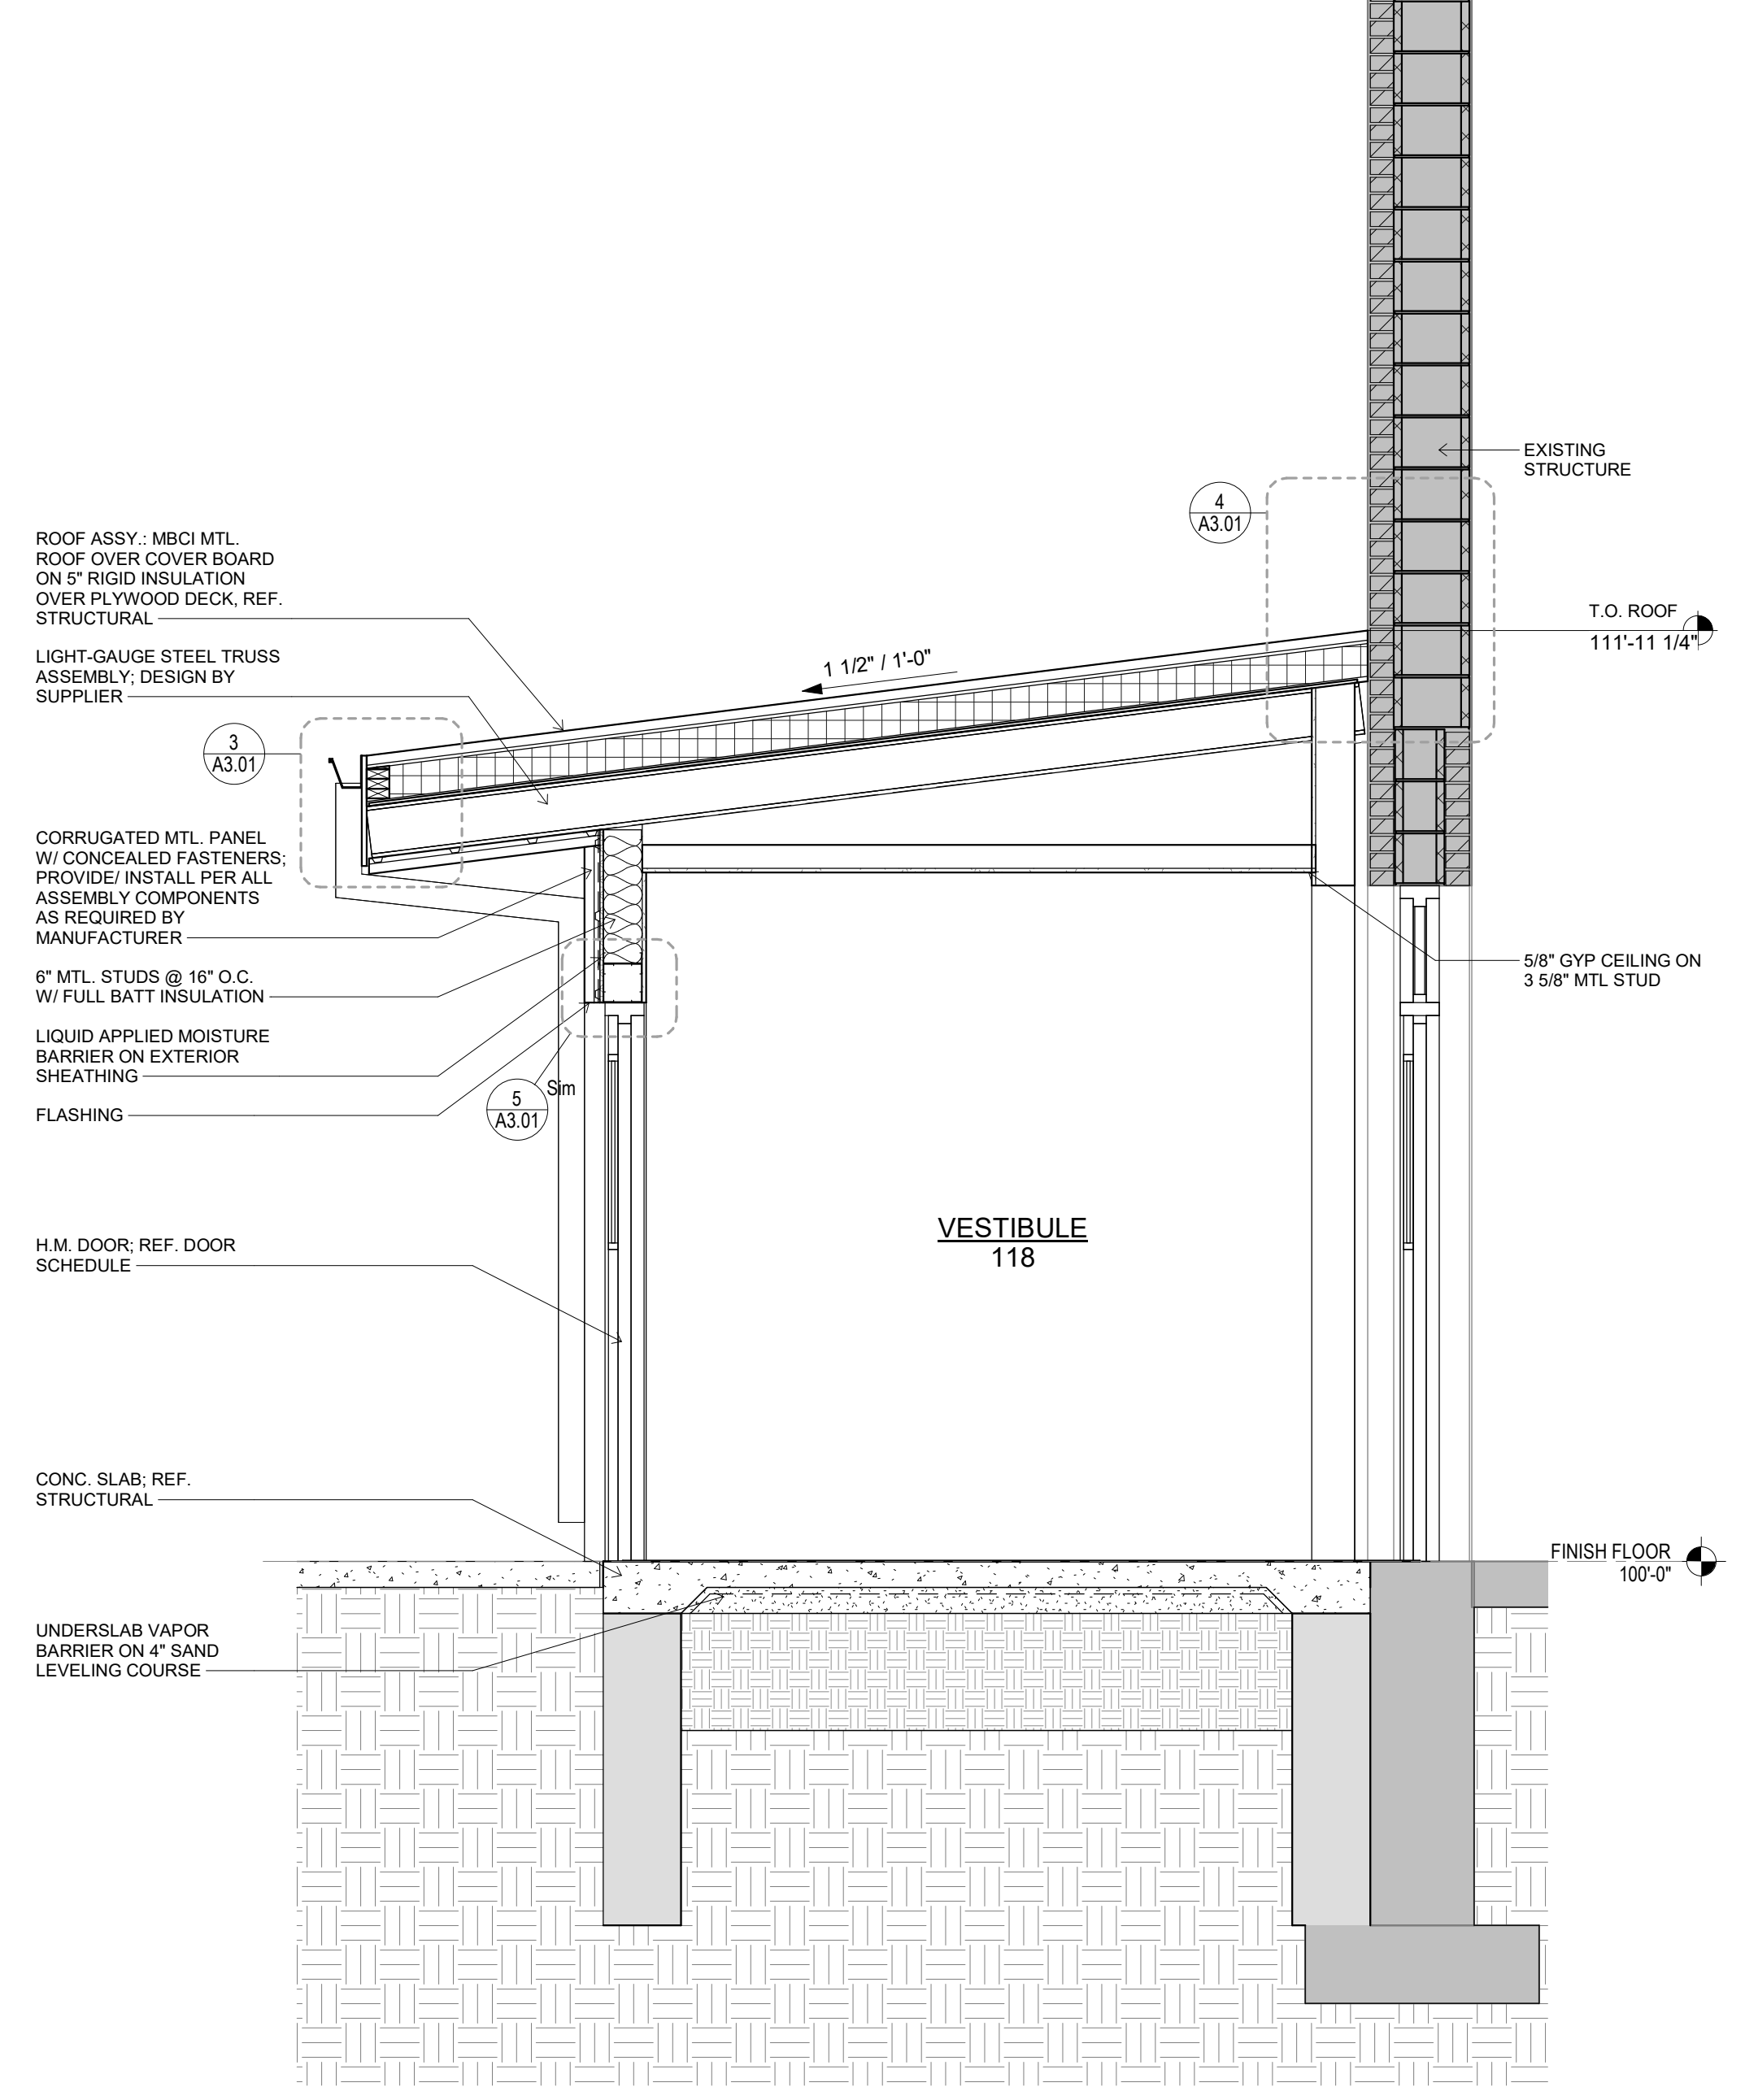 EXISTING
STRUCTURE
4
A3.01
ROOF ASSY.: MBCI MTL.
ROOF OVER COVER BOARD
ON 5" RIGID INSULATION
OVER PLYWOOD DECK, REF.
STRUCTURAL
T.O. ROOF
111'-11 1/4"
1 1/2" / 1'-0"
LIGHT-GAUGE STEEL TRUSS
ASSEMBLY; DESIGN BY
SUPPLIER
3
A3.01
CORRUGATED MTL. PANEL
W/ CONCEALED FASTENERS;
PROVIDE/ INSTALL PER ALL
ASSEMBLY COMPONENTS
AS REQUIRED BY
MANUFACTURER
5/8" GYP CEILING ON
3 5/8" MTL STUD
6" MTL. STUDS @ 16" O.C.
W/ FULL BATT INSULATION
LIQUID APPLIED MOISTURE
BARRIER ON EXTERIOR
SHEATHING
Sim
5
A3.01
FLASHING
VESTIBULE
118
H.M. DOOR; REF. DOOR
SCHEDULE
CONC. SLAB; REF.
STRUCTURAL
FINISH FLOOR
100'-0"
UNDERSLAB VAPOR
BARRIER ON 4" SAND
LEVELING COURSE